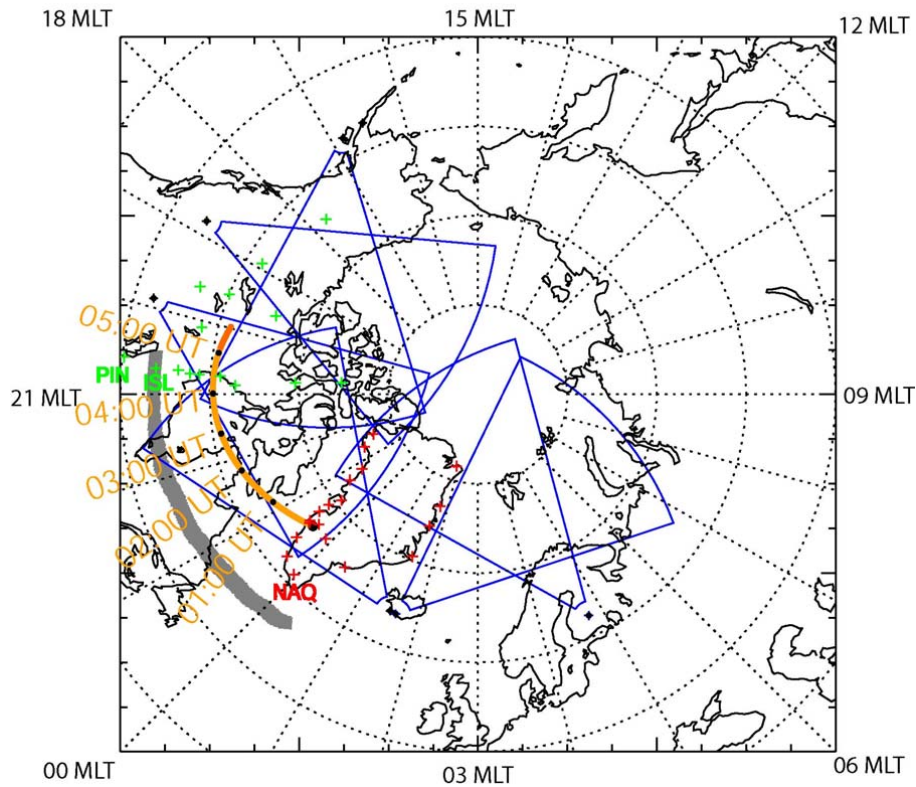 18 MLT
15 MLT
12 MLT
05:00 UT
PIN ISL
21 MLT
04:00 UT
09 MLT
03:00 UT
02:00 UT
01:00 UT
NAQ
00 MLT
03 MLT
06 MLT